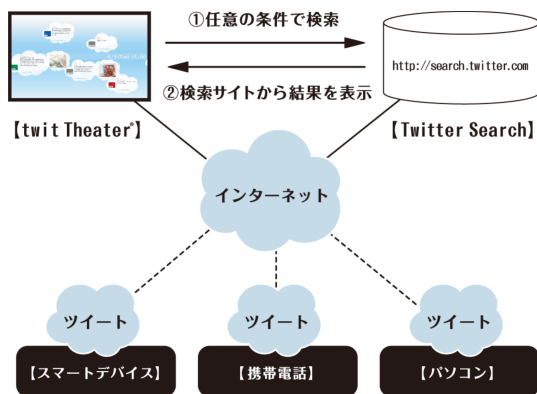 ①任意の条件で検索
http://search.twitter.com
②検索サイトから結果を表示
【twit Theater®】
【Twitter Search】
インターネット
ツイート
ツイート
ツイート
【スマートデバイス】
【携帯電話】
【パソコン】